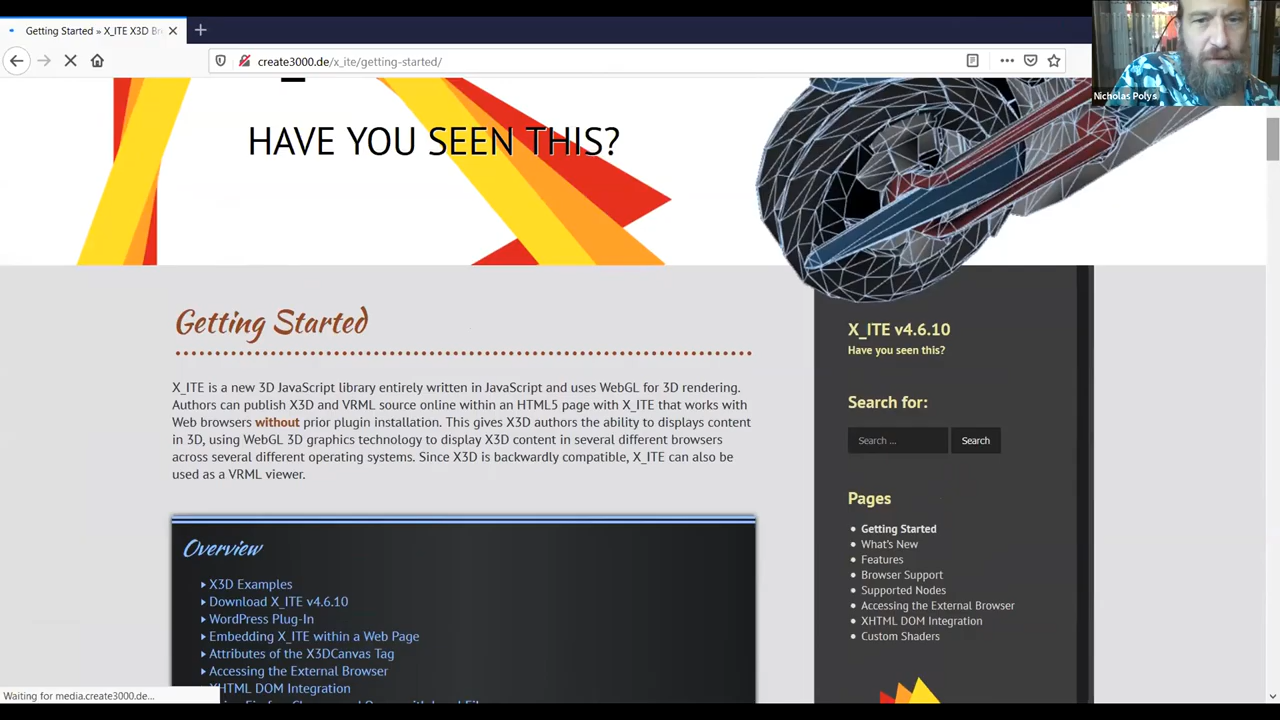 Getting Started » X_ITE X3D Br
create3000.de/x_ite/getting-started/
Nicholas Polys
HAVE YOU SEEN THIS?
Getting Started
X_ITE is a new 3D JavaScript library entirely written in JavaScript and uses WebGL for 3D rendering.
Authors can publish X3D and VRML source online within an HTML5 page with X_ITE that works with
Web browsers without prior plugin installation. This gives X3D authors the ability to displays content
in 3D, using WebGL 3D graphics technology to display X3D content in several different browsers
across several different operating systems. Since X3D is backwardly compatible, X_ITE can also be
used as a VRML viewer.
Overview
X3D Examples
Download X_ITE v4.6.10
WordPress Plug-In
Embedding X_ITE within a Web Page
Attributes of the X3DCanvas Tag
Accessing the External Browser
XHTML DOM Integration
X_ITE v4.6.10
Have you seen this?
Search for:
Search ...
Search
Pages
Getting Started
What's New
Features
Browser Support
Supported Nodes
Accessing the External Browser
XHTML DOM Integration
Custom Shaders
Waiting for media.create3000.de...